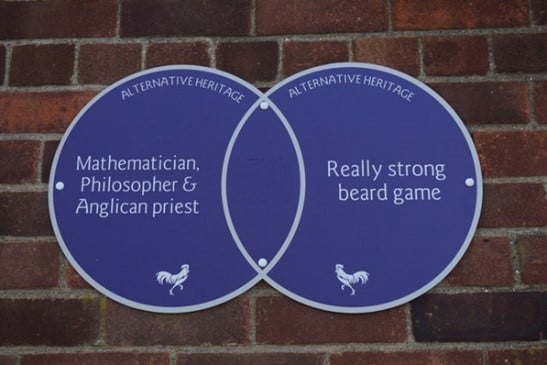 ALTERNATIVE HERITAGE
Mathematician,
Philosopher &
Anglican priest
ALTERNATIVE HERITAGE
Really strong
beard game